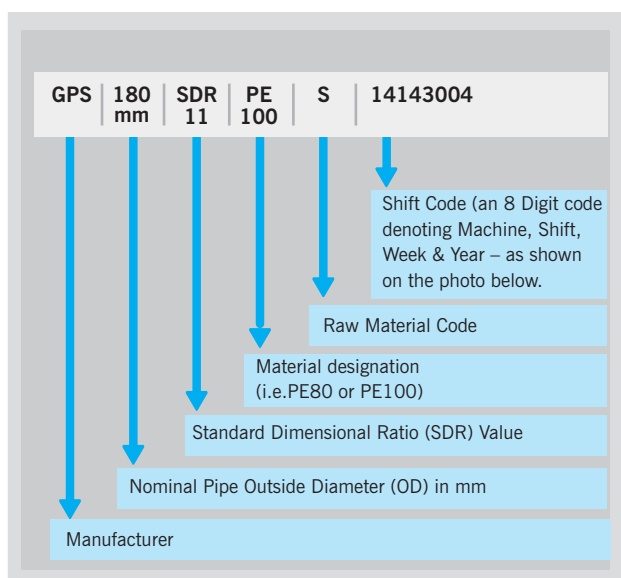 GPS 180 mm SDR 11 PE 100 S 14143004
Shift Code (an 8 Digit code
denoting Machine, Shift,
Week & Year – as shown
on the photo below.
Raw Material Code
Material designation
(i.e.PE80 or PE100)
Standard Dimensional Ratio (SDR) Value
Nominal Pipe Outside Diameter (OD) in mm
Manufacturer